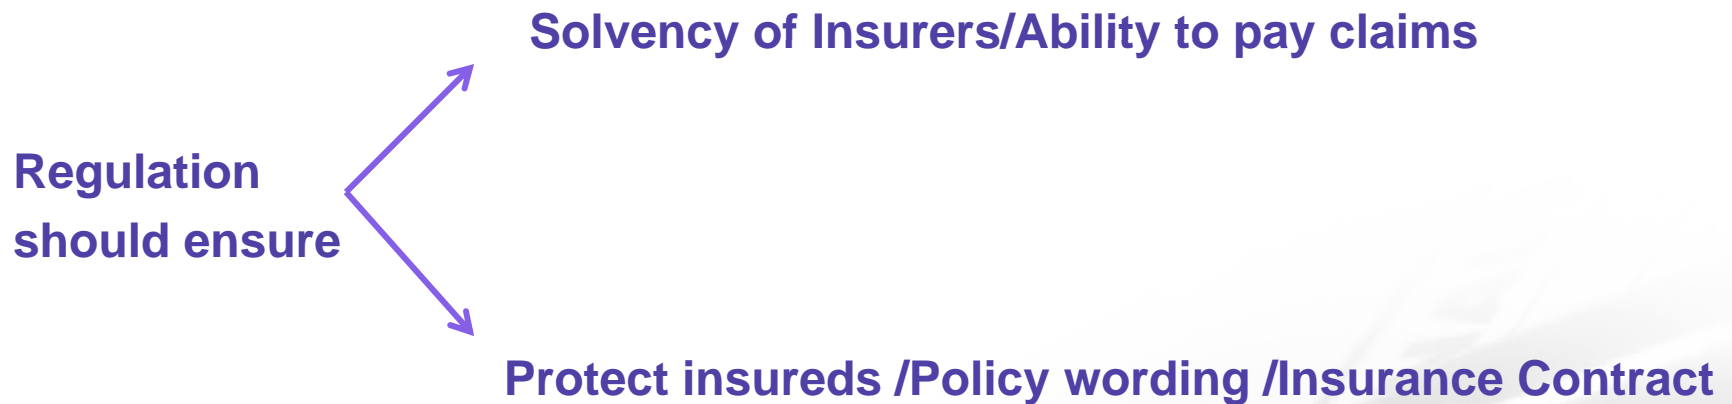 Solvency of Insurers/Ability to pay claims
Regulation
should ensure
Protect insureds /Policy wording /Insurance Contract